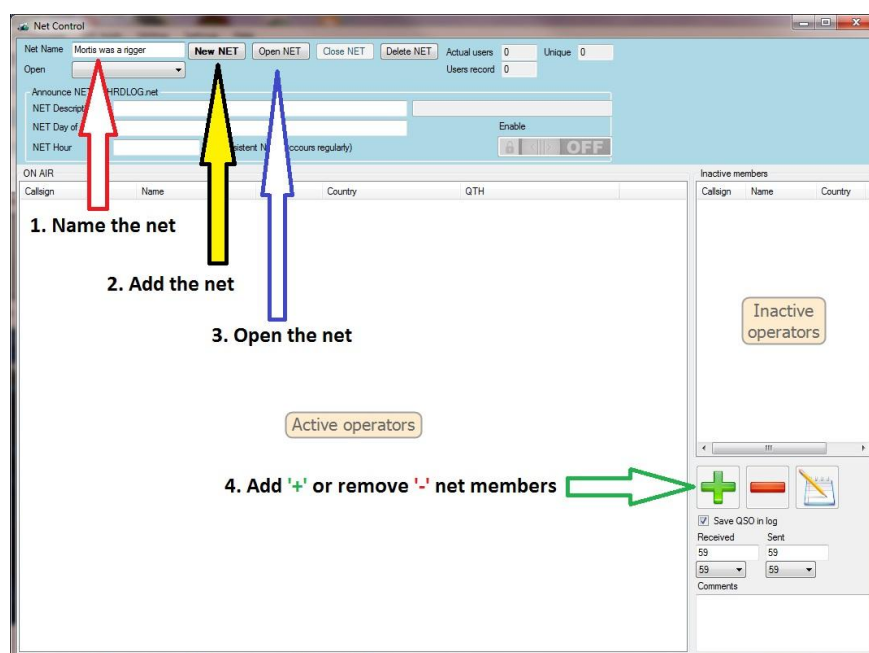 Net Control
Net Name Mortis was a rigger New NET Open NET Close NET Delete NET Actual users 0 Unique 0
Open Users record 0
Announce NET HRDLOG.net
NET Descript
NET Day of Enable
NET Hour sistent N occours regularly) OFF
ON AIR Inactive members
Callsign Name Country QTH Callsign Name Country
1. Name the net
2. Add the net
Inactive
operators
3. Open the net
Active operators
4. Add '+' or remove '-' net members
Save QSO in log
Received Sent
59 59
59 59
Comments